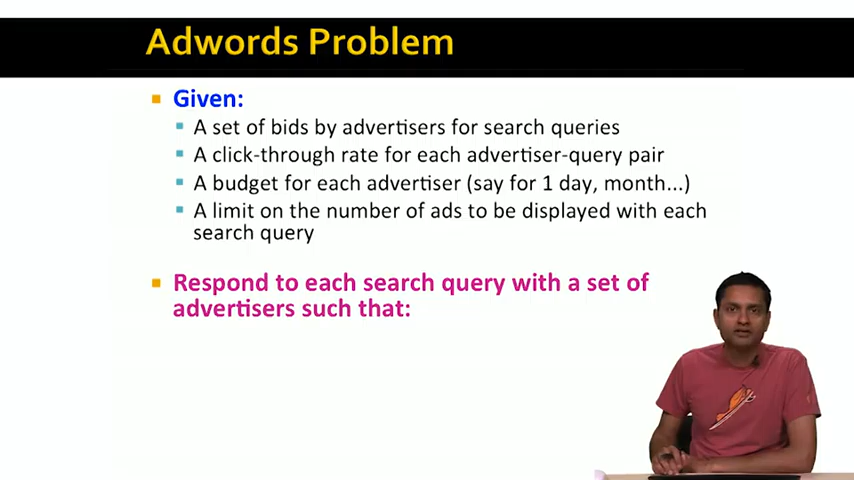 Adwords Problem
Given:
A set of bids by advertisers for search queries
A click-through rate for each advertiser-query pair
A budget for each advertiser (say for 1 day, month...)
A limit on the number of ads to be displayed with each
search query
Respond to each search query with a set of
advertisers such that: